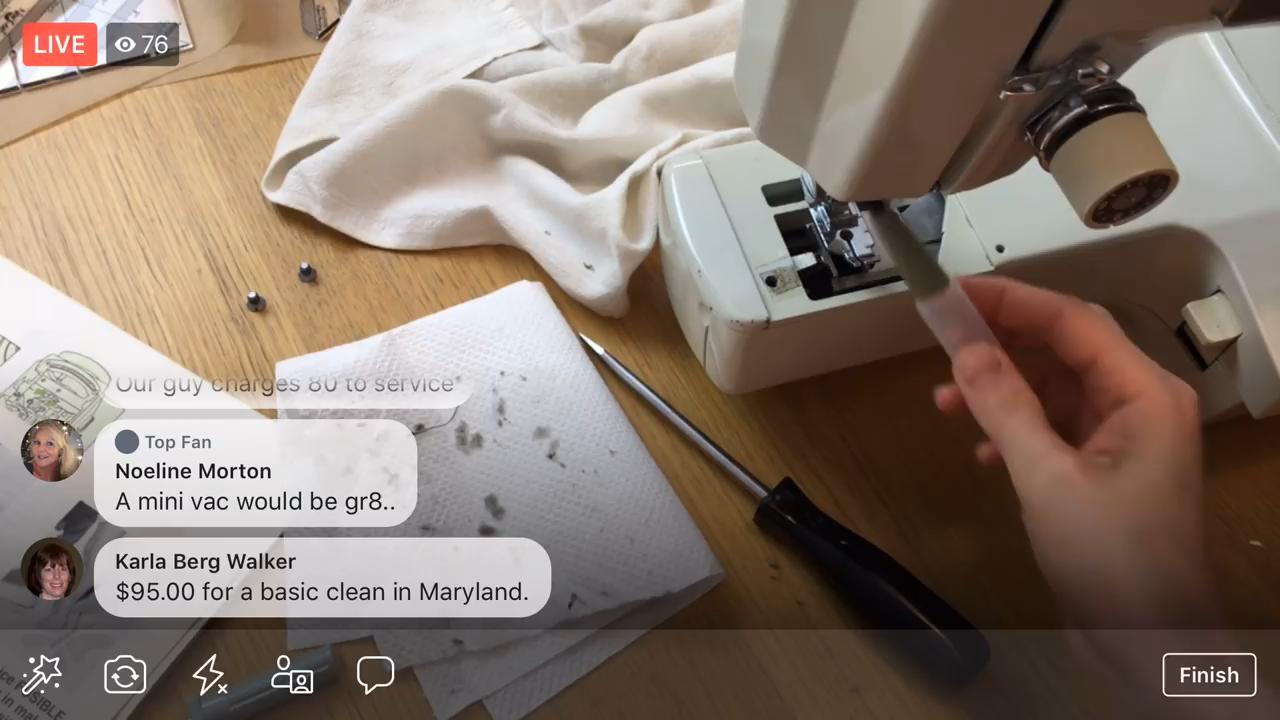 LIVE
76
Our guy charges 80 to service
Top Fan
Noeline Morton
A mini vac would be gr8..
Karla Berg Walker
$95.00 for a basic clean in Maryland.
Finish